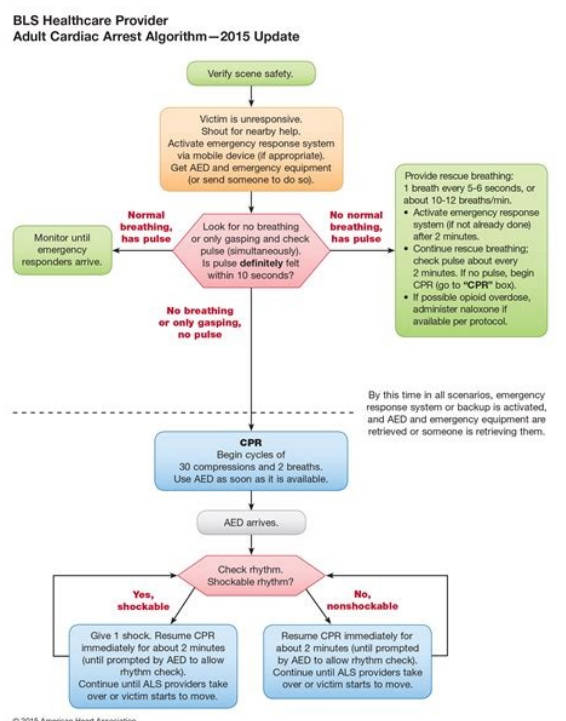 BLS Healthcare Provider
Adult Cardiac Arrest Algorithm—2015 Update
Verify scene safety.
Victim is unresponsive.
Shout for nearby help.
Activate emergency response system
via mobile device (if appropriate).
Get AED and emergency equipment
(or send someone to do so).
Normal
breathing,
has pulse
Monitor until
emergency
responders arrive.
Look for no breathing
or only gasping and check
pulse (simultaneously).
Is pulse definitely felt
within 10 seconds?
No normal
breathing,
has pulse
Provide rescue breathing:
1 breath every 5-6 seconds, or
about 10-12 breaths/min.
• Activate emergency response
system (if not already done)
after 2 minutes.
• Continue rescue breathing;
check pulse about every
2 minutes. If no pulse, begin
CPR (go to “CPR” box).
• If possible opioid overdose,
administer naloxone if
available per protocol.
No breathing
or only gasping,
no pulse
By this time in all scenarios, emergency
response system or backup is activated,
and AED and emergency equipment are
retrieved or someone is retrieving them.
CPR
Begin cycles of
30 compressions and 2 breaths.
Use AED as soon as it is available.
AED arrives.
Check rhythm.
Shockable rhythm?
Yes,
shockable
No,
nonshockable
Give 1 shock. Resume CPR
immediately for about 2 minutes
(until prompted by AED to allow
rhythm check).
Continue until ALS providers take
over or victim starts to move.
Resume CPR immediately for
about 2 minutes (until prompted
by AED to allow rhythm check).
Continue until ALS providers take
over or victim starts to move.
© 2015 American Heart Association